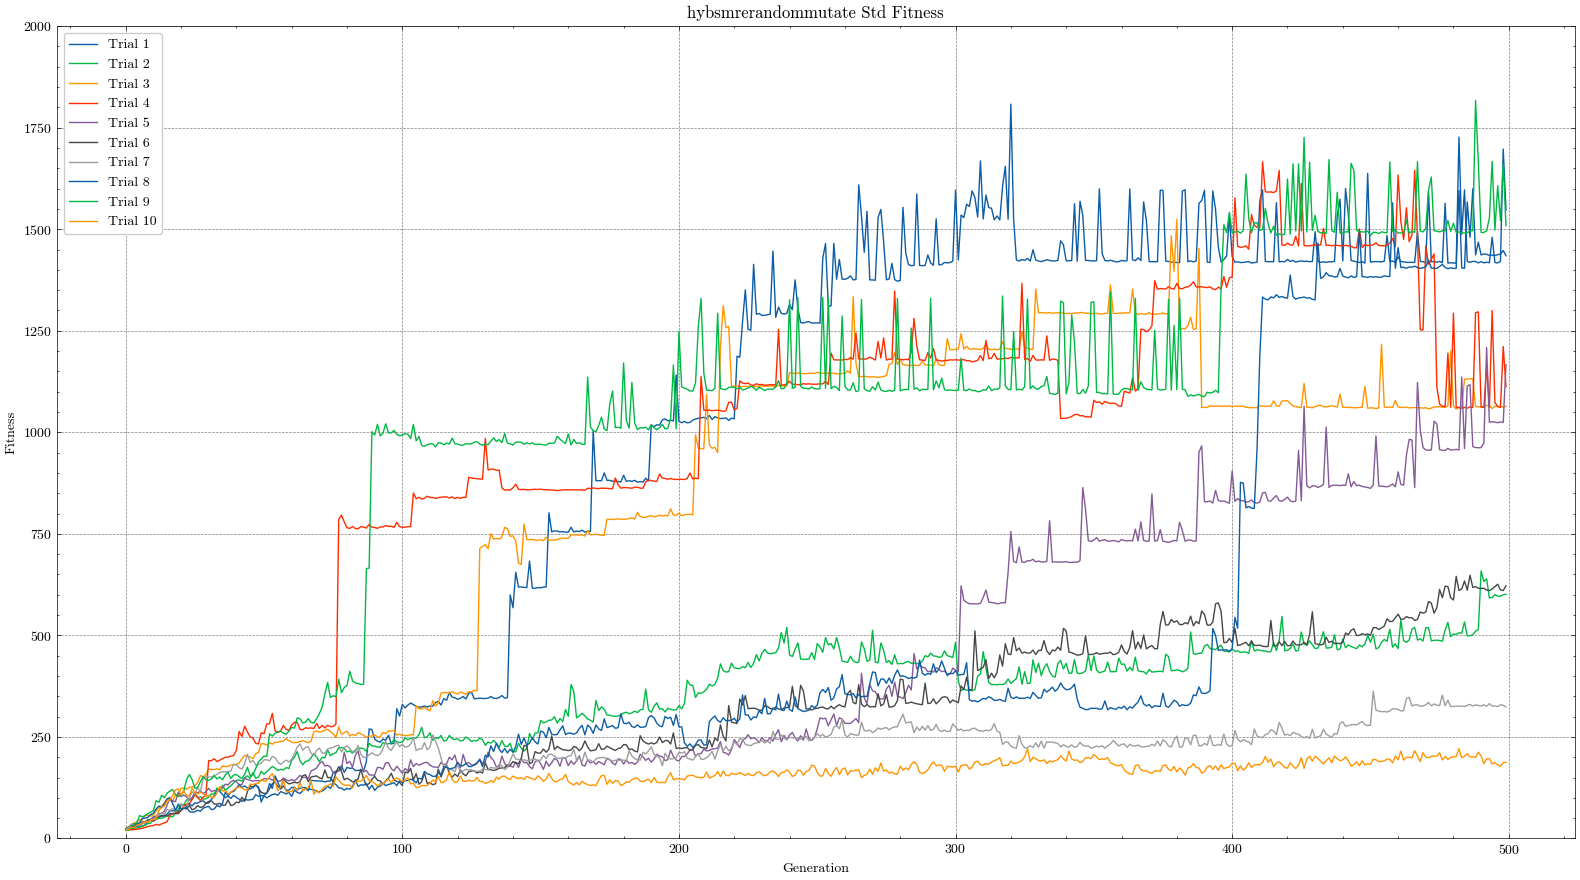 hybsmrerandommutate Std Fitness
2000
1750
1500
1250
1000
750
500
250
0
Fitness
Trial 1
Trial 2
Trial 3
Trial 4
Trial 5
Trial 6
Trial 7
Trial 8
Trial 9
Trial 10
0 100 200 300 400 500
Generation